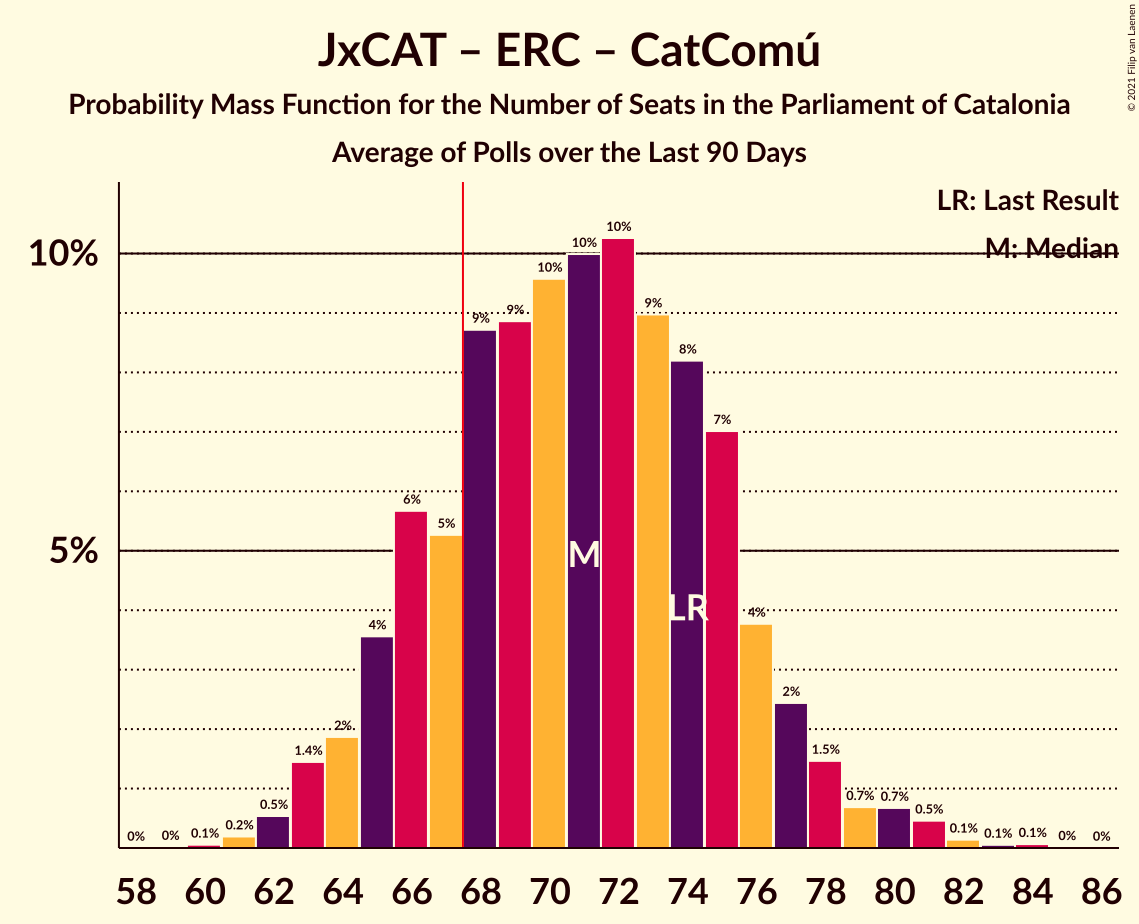 © 2021 Filip van Laenen
JxCAT – ERC – CatComú
Probability Mass Function for the Number of Seats in the Parliament of Catalonia
Average of Polls over the Last 90 Days
LR: Last Result
M: Median
10%
5%
0% 0% 0.1% 0.2% 0.5% 1.4% 2% 4% 6% 5% 9% 9% 10% 10% 10% 9% 8% 7% 4% 2% 1.5% 0.7% 0.7% 0.5% 0.1% 0.1% 0.1% 0% 0%
M
LR
58 60 62 64 66 68 70 72 74 76 78 80 82 84 86